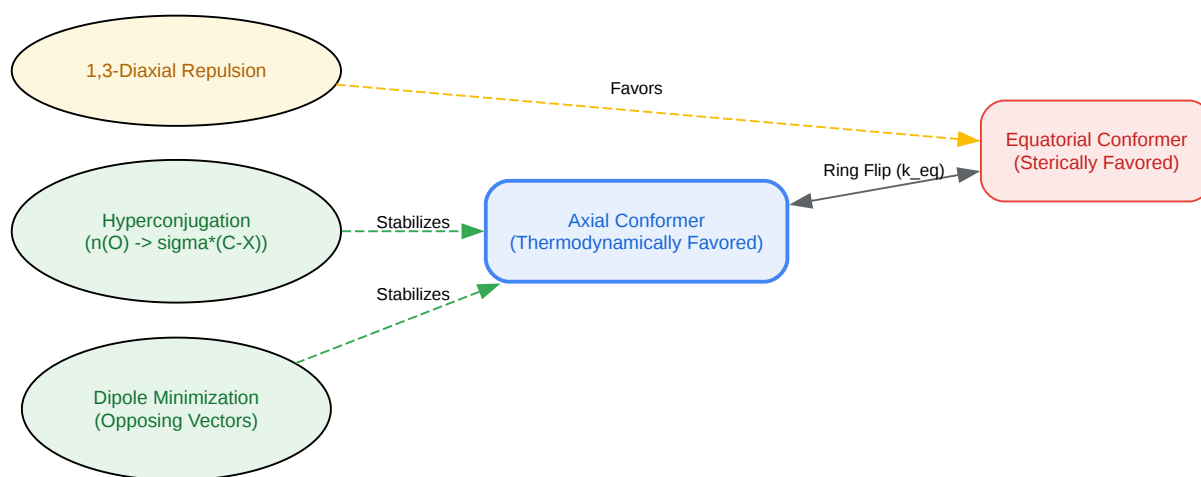 1,3-Diaxial Repulsion
Favors
Equatorial Conformer
(Sterically Favored)
Ring Flip (k_eq)
Hyperconjugation
(n(O) -> sigma*(C-X))
Stabilizes
Axial Conformer
(Thermodynamically Favored)
Stabilizes
Dipole Minimization
(Opposing Vectors)